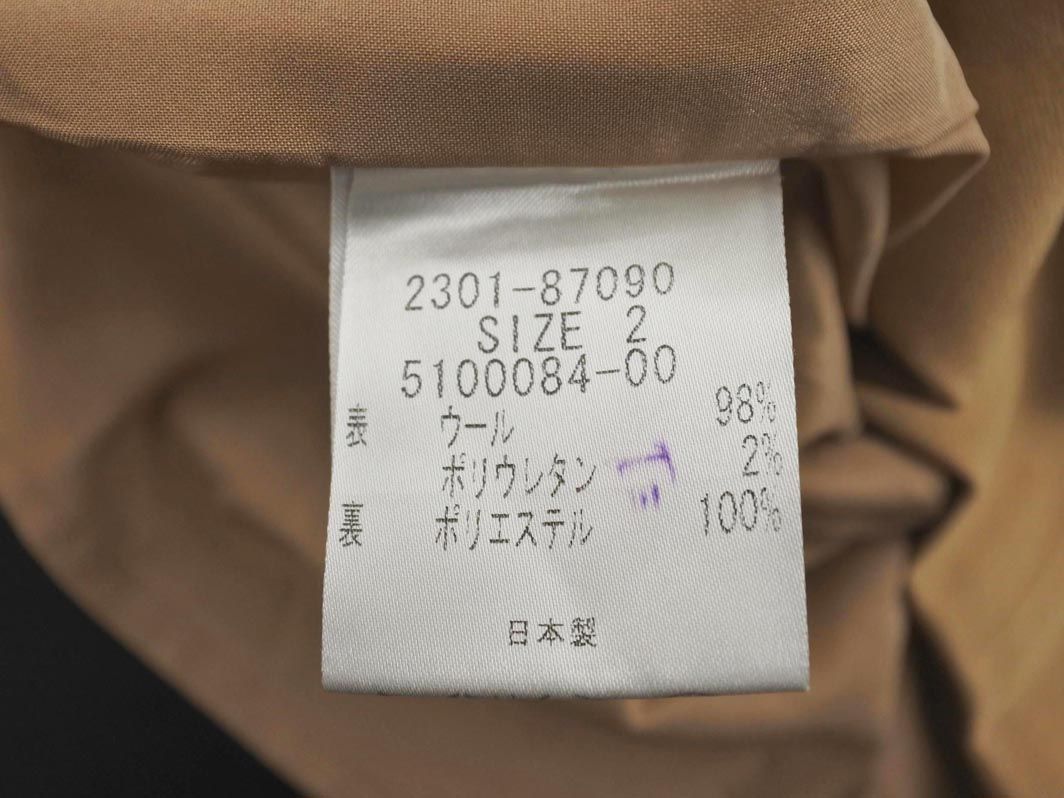 2301-87090
SIZE 2
5100084-00
表 ウール 98%
ポリウレタン 2%
裏 ポリエステル 100%
日本製